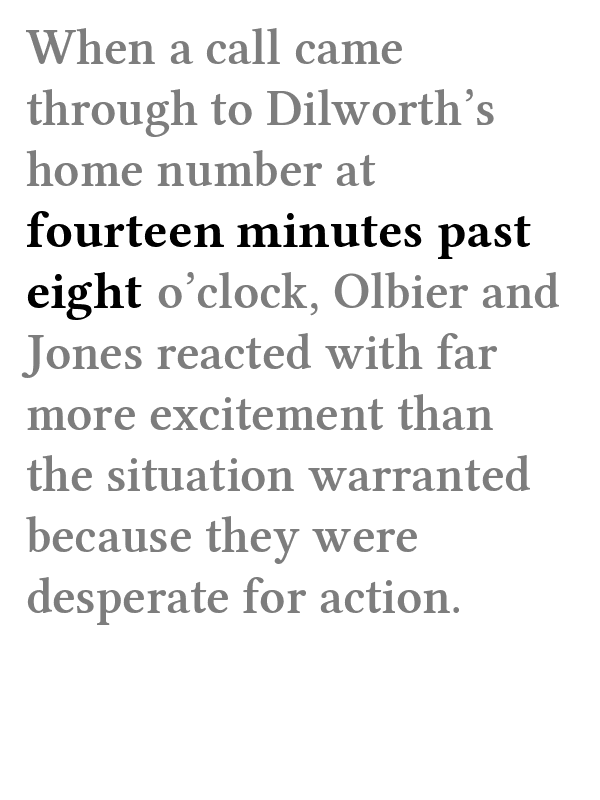 When a call came
through to Dilworth’s
home number at
fourteen minutes past
eight o’clock, Olbier and
Jones reacted with far
more excitement than
the situation warranted
because they were
desperate for action.